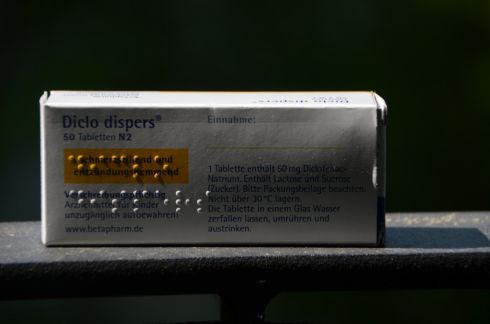 Diclo dispers®
50 Tabletten N2
Schmerzstillend und
entzündungshemmend
Verschreibungspflichtig
Arzneimittel für Kinder
unzugänglich aufbewahren
www.betapharm.de
Einnahme:
1 Tablette enthält 50 mg Diclofenac-
Natrium. Enthält Lactose und Sucrose
(Zucker). Bitte Packungsbeilage beachten.
Nicht über 30°C lagern.
Die Tablette in einem Glas Wasser
zerfallen lassen, umrühren und
austrinken.